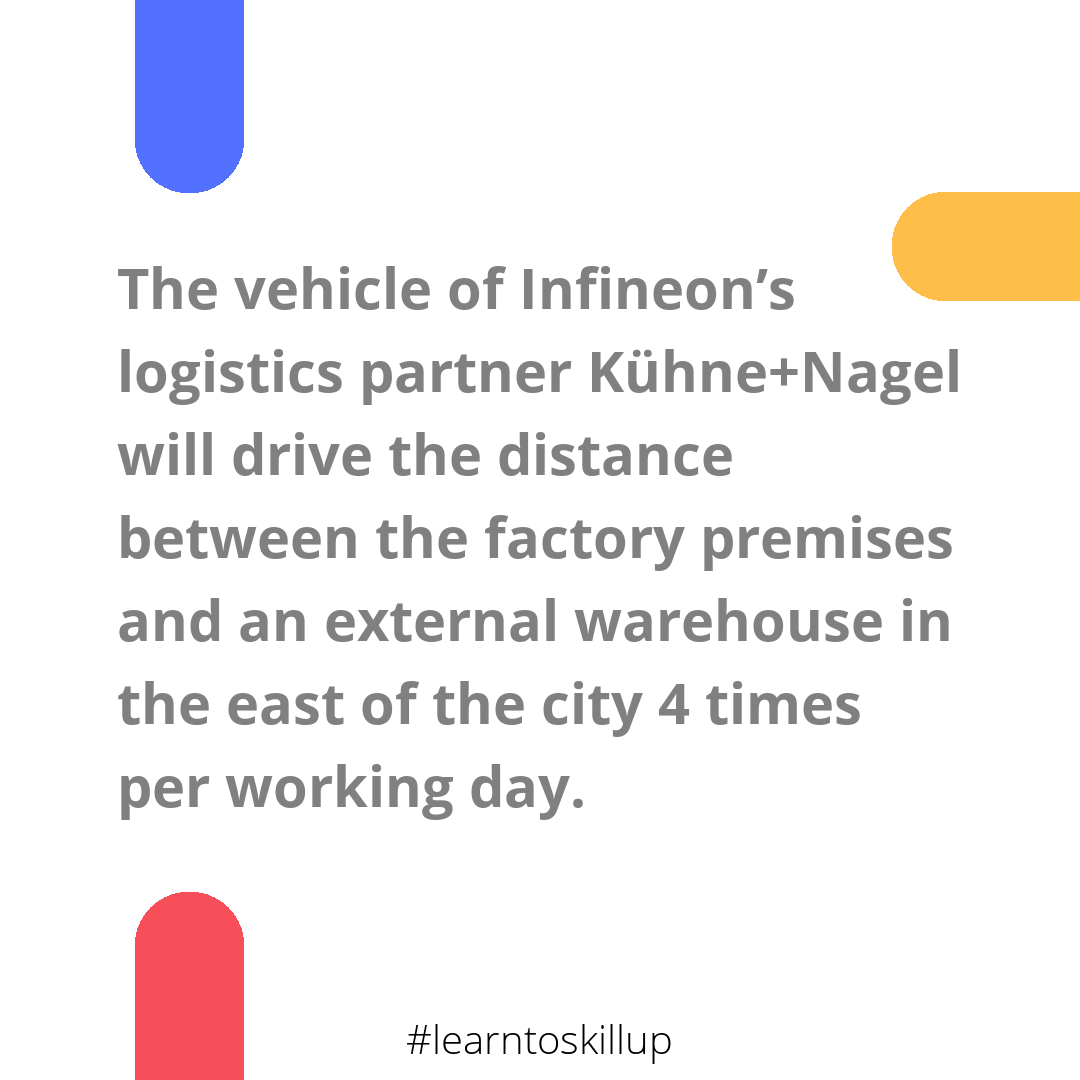 The vehicle of Infineon’s
logistics partner Kühne+Nagel
will drive the distance
between the factory premises
and an external warehouse in
the east of the city 4 times
per working day.
#learntoskillup